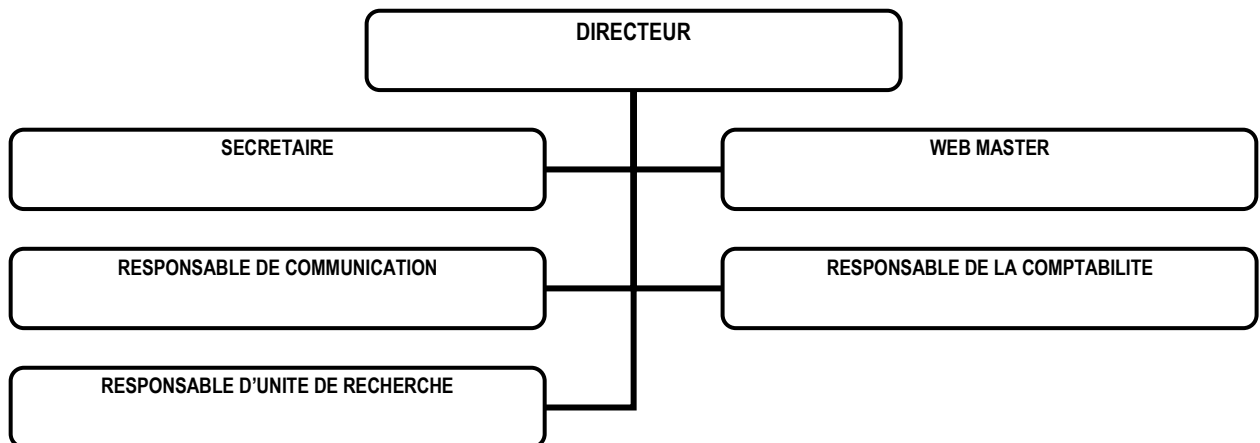 DIRECTEUR
SECRETAIRE
WEB MASTER
RESPONSABLE DE COMMUNICATION
RESPONSABLE DE LA COMPTABILITE
RESPONSABLE D’UNITE DE RECHERCHE